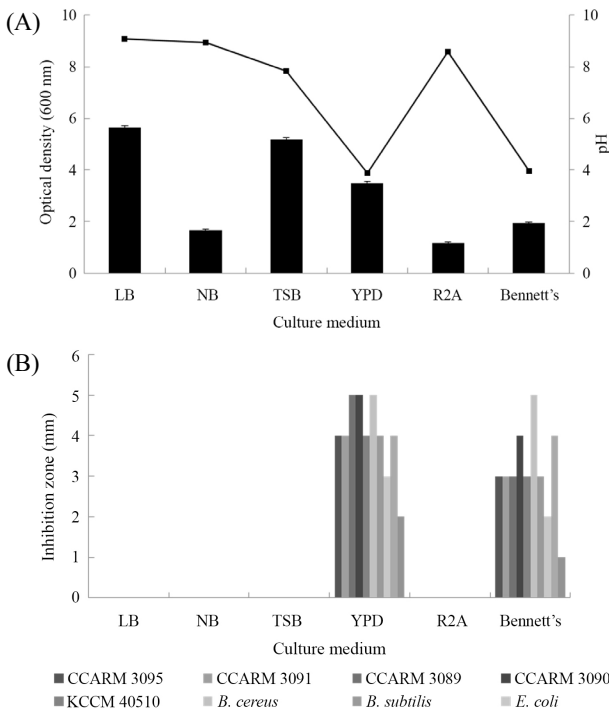 (A)
10
8
6
4
2
0
Optical density (600 nm)
10
8
6
4
2
0
pH
LB NB TSB YPD R2A Bennett's
Culture medium
(B)
6
5
4
3
2
1
0
Inhibition zone (mm)
LB NB TSB YPD R2A Bennett's
Culture medium
CCARM 3095 CCARM 3091 CCARM 3089 CCARM 3090
KCCM 40510 B. cereus B. subtilis E. coli